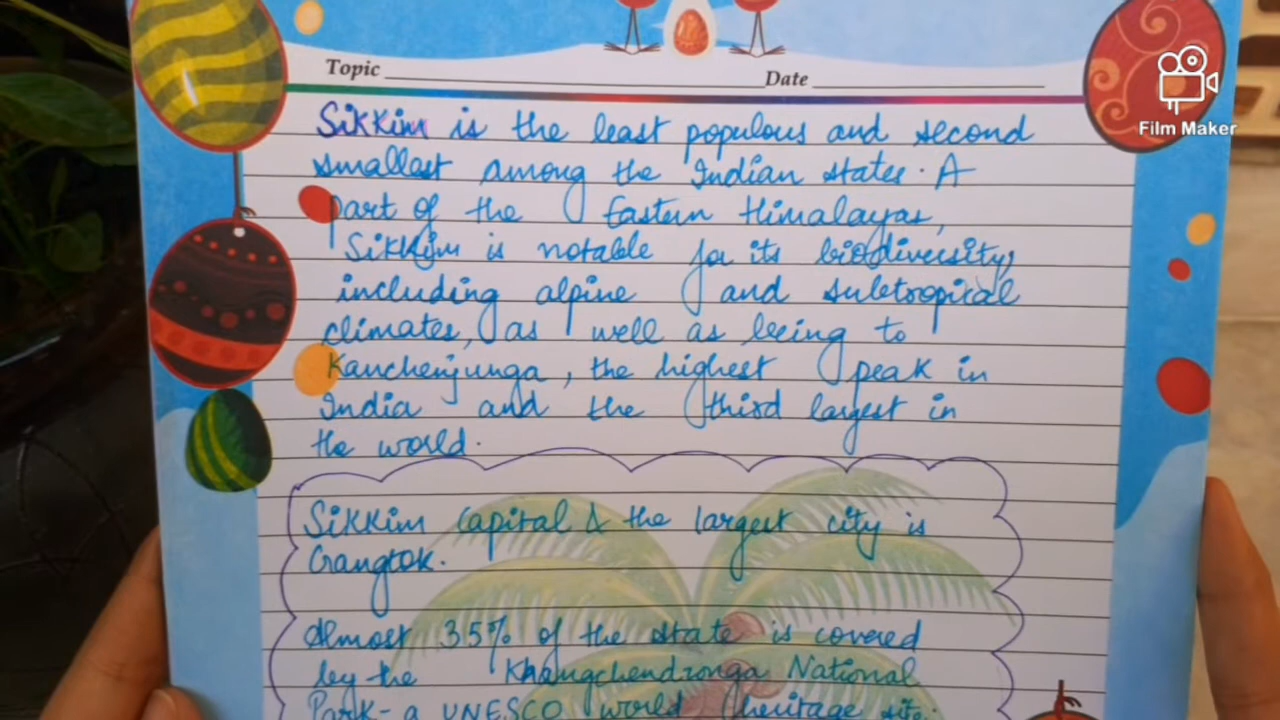 Topic Date
Film Maker
Sikkim is the least populous and second
smallest among the Indian states. A
part of the Eastern Himalayas,
Sikkim is notable for its biodiversity,
including alpine and subtropical
climates, as well as being to
Kanchenjunga, the highest peak in
India and the third largest in
the world.
Sikkim Capital & the largest city is
Gangtok.
Almost 35% of the state is covered
by the Khangchendzonga National
Park - a UNESCO world heritage site.